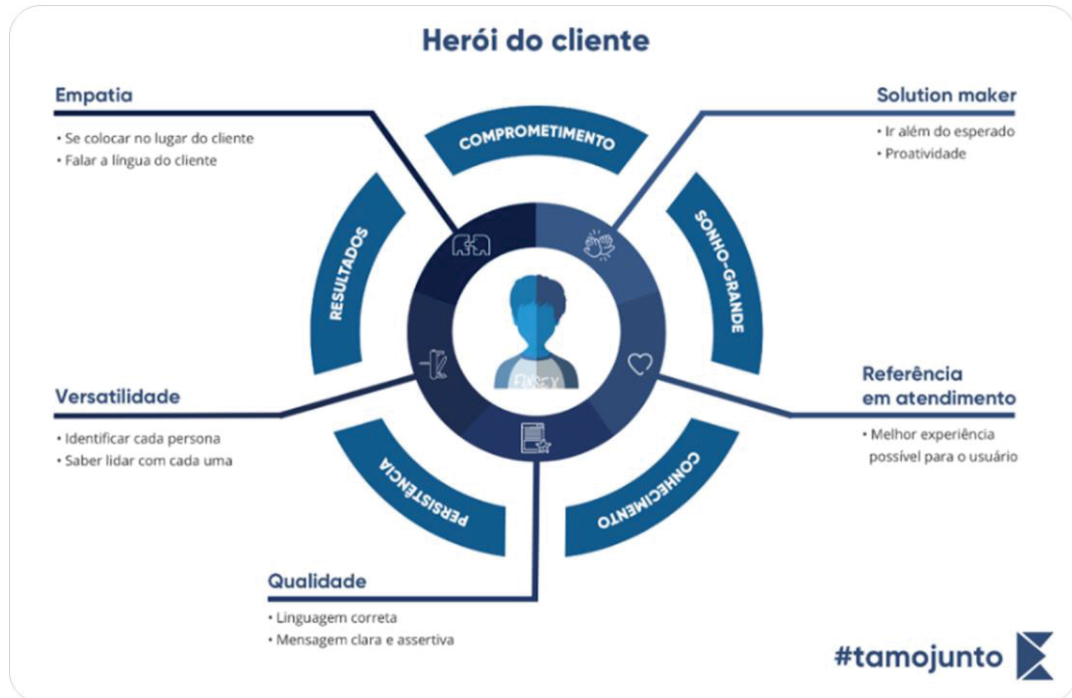 Herói do cliente
Empatia
• Se colocar no lugar do cliente
• Falar a língua do cliente
Solution maker
• Ir além do esperado
• Proatividade
COMPROMETIMENTO
RESULTADOS
SONHO-GRANDE
Versatilidade
• Identificar cada persona
• Saber lidar com cada uma
Referência
em atendimento
• Melhor experiência
possível para o usuário
PERSISTÊNCIA
CONHECIMENTO
Qualidade
• Linguagem correta
• Mensagem clara e assertiva
#tamojunto